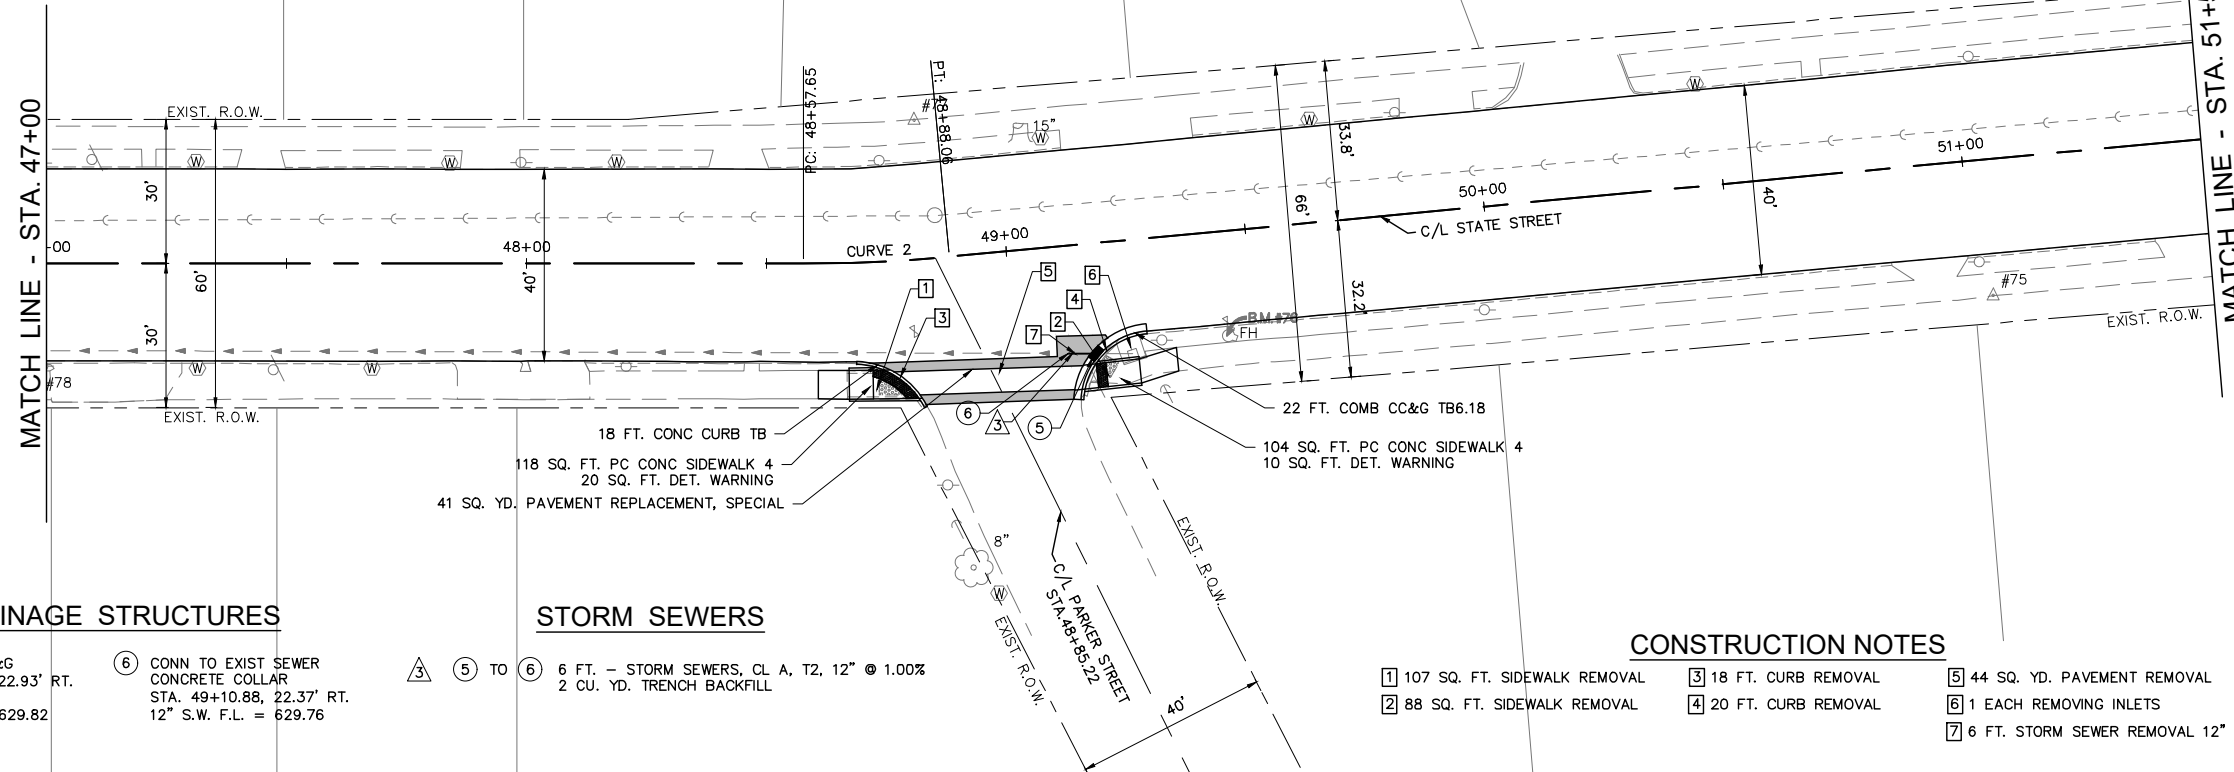 MATCH LINE - STA. 47+00
EXIST. R.O.W.
30'
60'
30'
-00
#78
EXIST. R.O.W.
48+00
40'
PC: 48+57.65
PT: 48+88.06
15"
CURVE 2
49+00
66'
33.8'
32.2'
50+00
C/L STATE STREET
40'
51+00
#75
EXIST. R.O.W.
MATCH LINE - STA. 51+
W
W
W
W
W
W
W
W
W
1
3
5
6
4
2
7
B.M.#76
FH
6
3
5
18 FT. CONC CURB TB
118 SQ. FT. PC CONC SIDEWALK 4
20 SQ. FT. DET. WARNING
41 SQ. YD. PAVEMENT REPLACEMENT, SPECIAL
22 FT. COMB CC&G TB6.18
104 SQ. FT. PC CONC SIDEWALK 4
10 SQ. FT. DET. WARNING
8"
EXIST. R.O.W.
C/L PARKER STREET
STA.48+85.22
EXIST. R.O.W.
40'
INAGE STRUCTURES
G
22.93' RT.
629.82
6 CONN TO EXIST SEWER
CONCRETE COLLAR
STA. 49+10.88, 22.37' RT.
12" S.W. F.L. = 629.76
STORM SEWERS
3 5 TO 6 6 FT. - STORM SEWERS, CL A, T2, 12" @ 1.00%
2 CU. YD. TRENCH BACKFILL
CONSTRUCTION NOTES
1 107 SQ. FT. SIDEWALK REMOVAL
2 88 SQ. FT. SIDEWALK REMOVAL
3 18 FT. CURB REMOVAL
4 20 FT. CURB REMOVAL
5 44 SQ. YD. PAVEMENT REMOVAL
6 1 EACH REMOVING INLETS
7 6 FT. STORM SEWER REMOVAL 12"